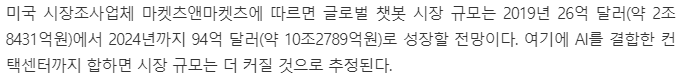 미국 시장조사업체 마켓츠앤마켓츠에 따르면 글로벌 챗봇 시장 규모는 2019년 26억 달러(약 2조
8431억원)에서 2024년까지 94억 달러(약 10조2789억원)로 성장할 전망이다. 여기에 AI를 결합한 컨
택센터까지 합하면 시장 규모는 더 커질 것으로 추정된다.